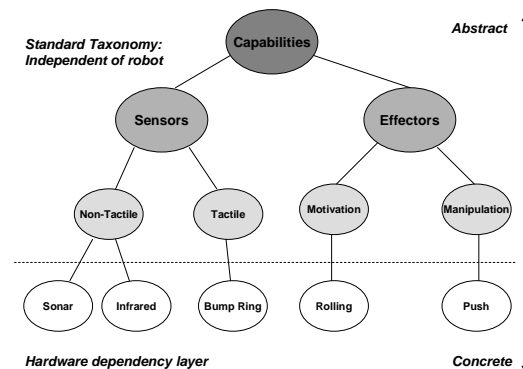 Standard Taxonomy:
Independent of robot
Capabilities
Abstract
Sensors
Effectors
Non-Tactile
Tactile
Motivation
Manipulation
Sonar
Infrared
Bump Ring
Rolling
Push
Hardware dependency layer
Concrete